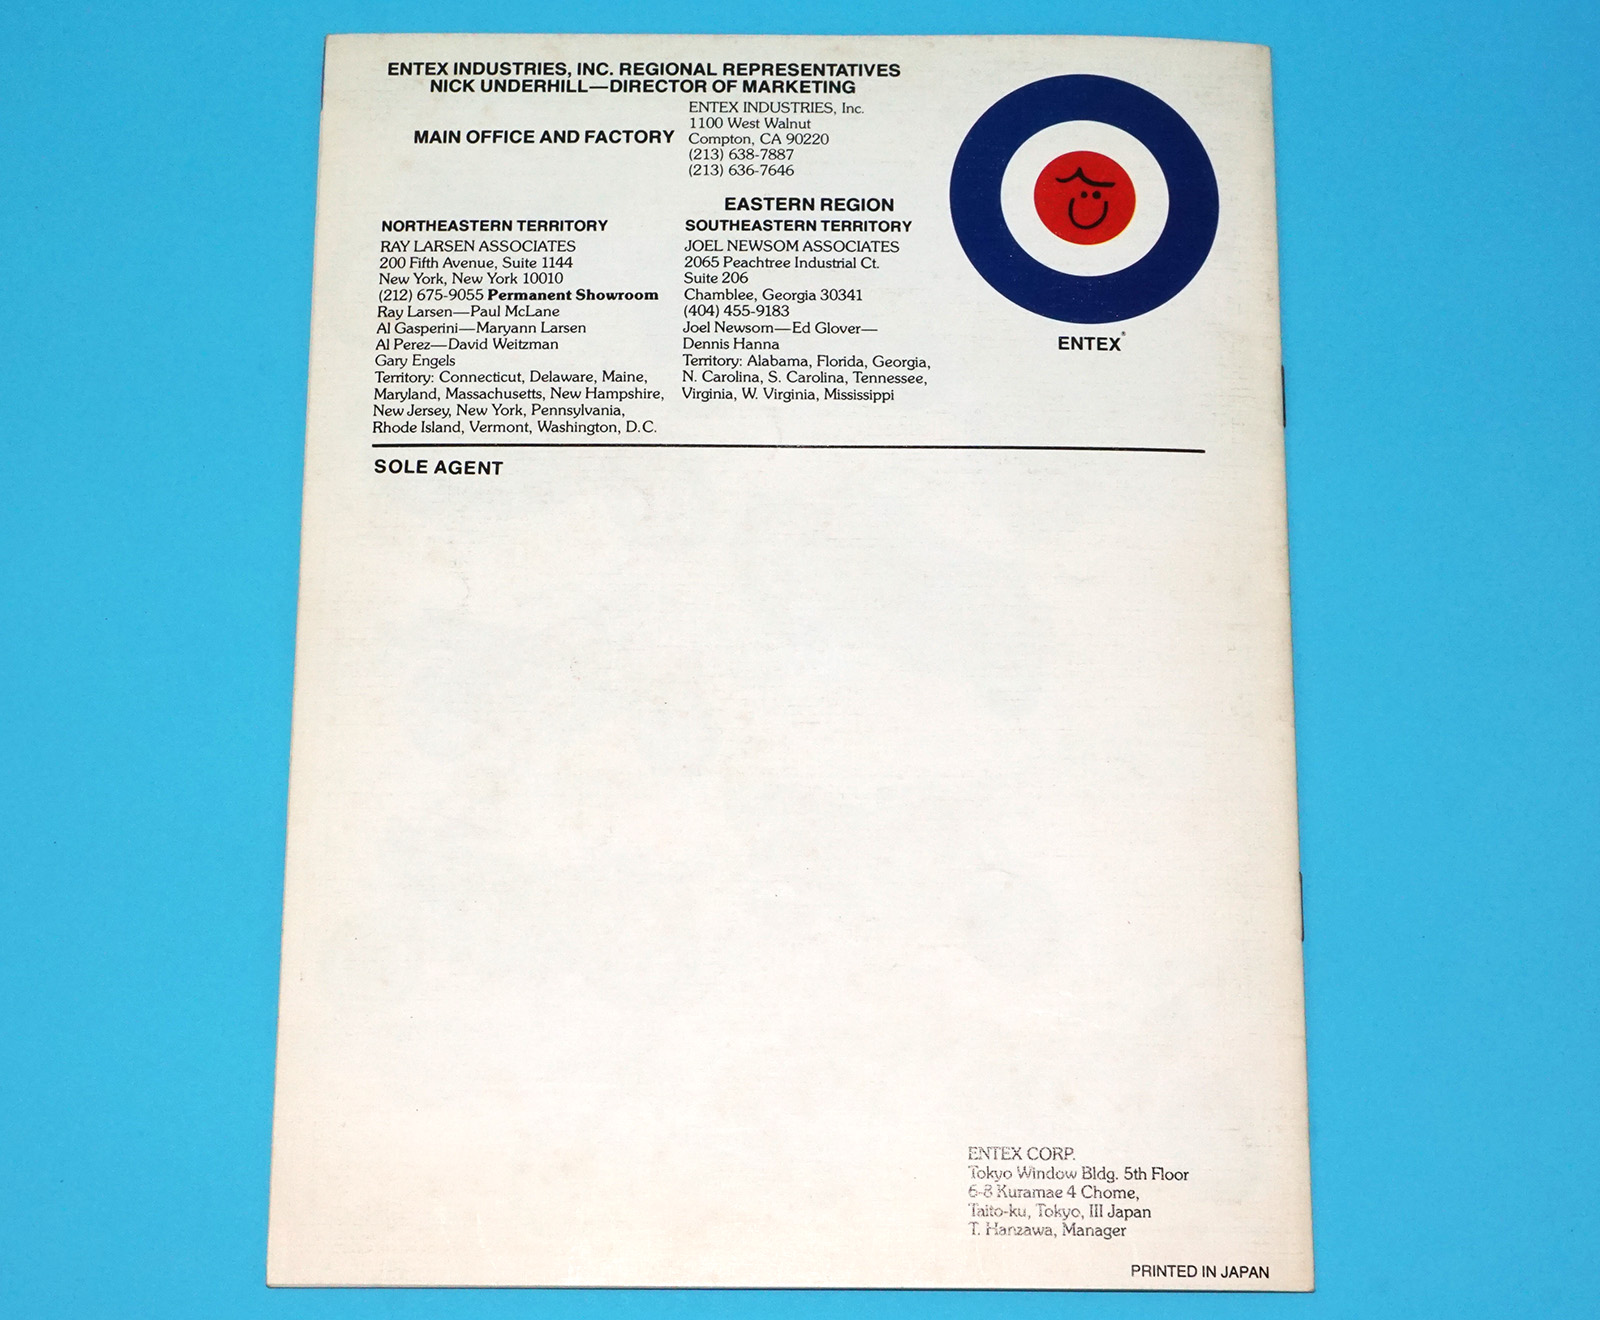 ENTEX INDUSTRIES, INC. REGIONAL REPRESENTATIVES
NICK UNDERHILL—DIRECTOR OF MARKETING
MAIN OFFICE AND FACTORY
ENTEX INDUSTRIES, Inc.
1100 West Walnut
Compton, CA 90220
(213) 638-7887
(213) 636-7646
EASTERN REGION
NORTHEASTERN TERRITORY
RAY LARSEN ASSOCIATES
200 Fifth Avenue, Suite 1144
New York, New York 10010
(212) 675-9055 Permanent Showroom
Ray Larsen—Paul McLane
Al Gasperini—Maryann Larsen
Al Perez—David Weitzman
Gary Engels
Territory: Connecticut, Delaware, Maine,
Maryland, Massachusetts, New Hampshire,
New Jersey, New York, Pennsylvania,
Rhode Island, Vermont, Washington, D.C.
SOUTHEASTERN TERRITORY
JOEL NEWSOM ASSOCIATES
2065 Peachtree Industrial Ct.
Suite 206
Chamblee, Georgia 30341
(404) 455-9183
Joel Newsom—Ed Glover—
Dennis Hanna
Territory: Alabama, Florida, Georgia,
N. Carolina, S. Carolina, Tennessee,
Virginia, W. Virginia, Mississippi
ENTEX®
SOLE AGENT
ENTEX CORP.
Tokyo Window Bldg. 5th Floor
6-8 Kuramae 4 Chome,
Taito-ku, Tokyo, III Japan
T. Hanzawa, Manager
PRINTED IN JAPAN